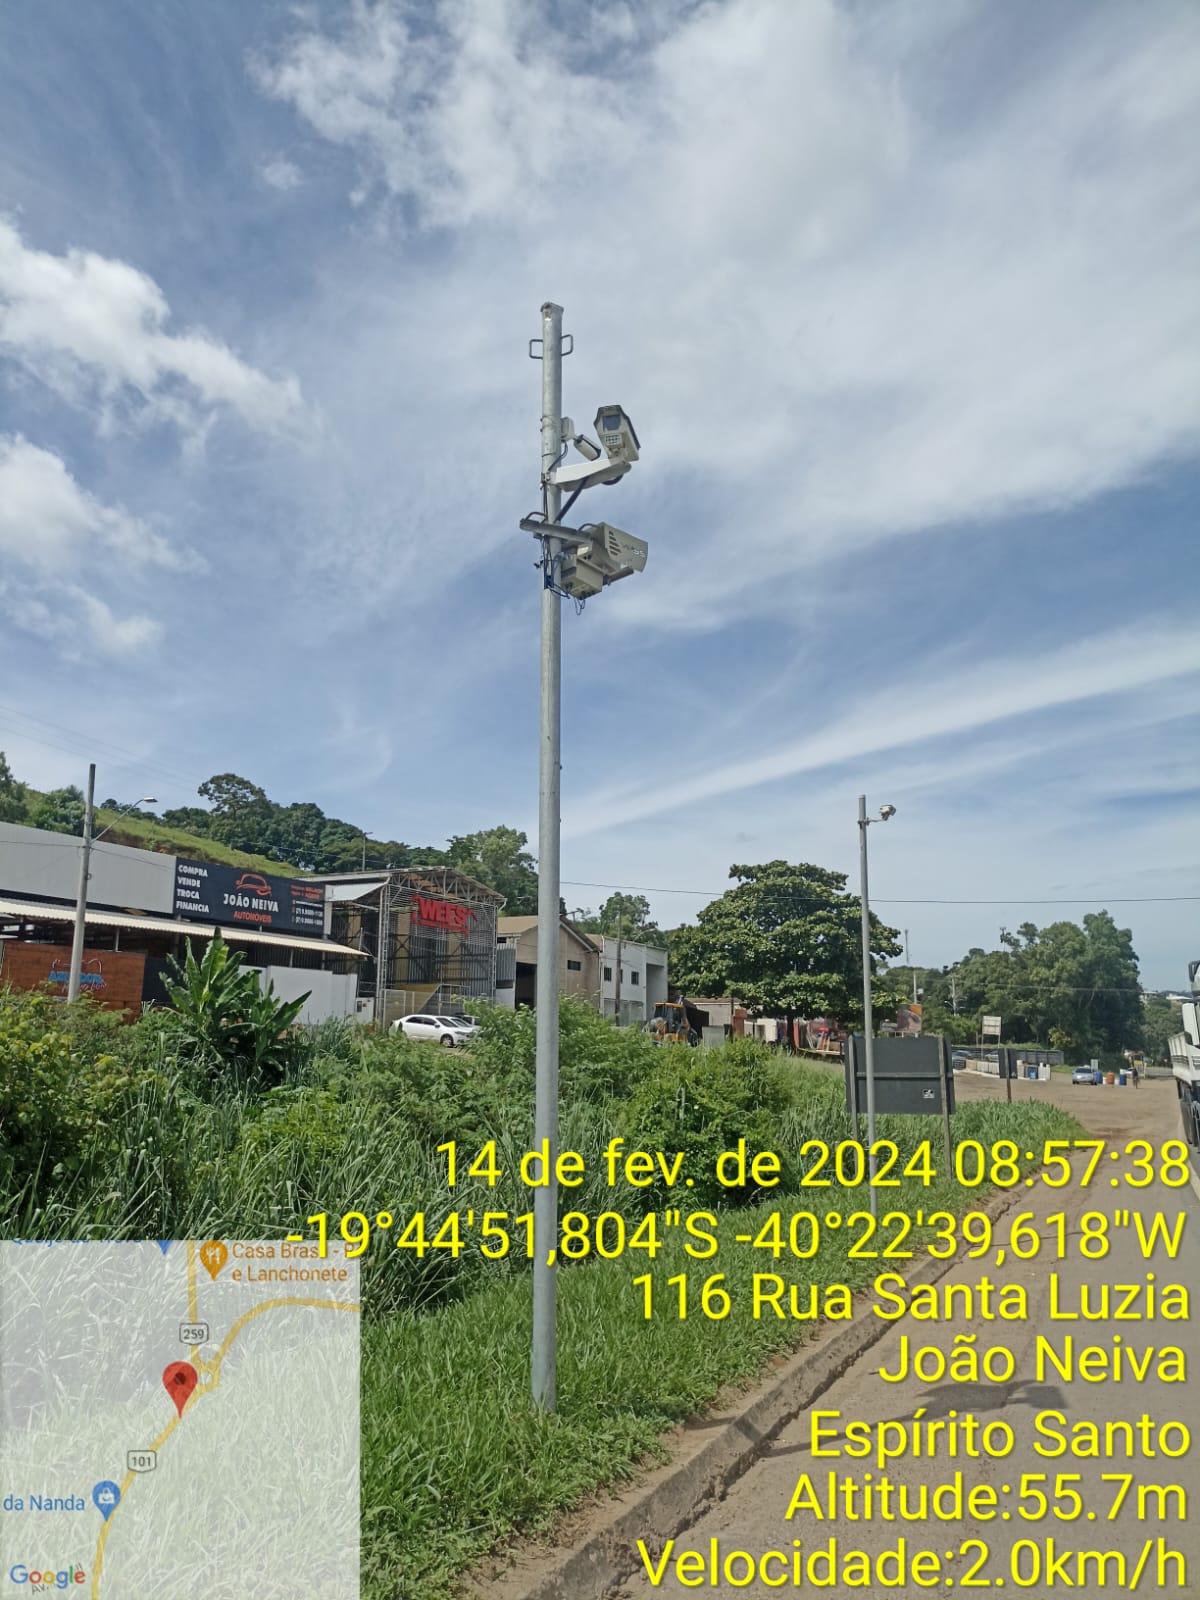 COMPRA
VENDE
TROCA
FINANCIA
JOÃO NEIVA
AUTOMÓVEIS
WEES
14 de fev. de 2024 08:57:38
-19°44'51,804"S -40°22'39,618"W
116 Rua Santa Luzia
João Neiva
Espírito Santo
Altitude:55.7m
Velocidade:2.0km/h
Casa Brasil - P
e Lanchonete
259
101
da Nanda
Google